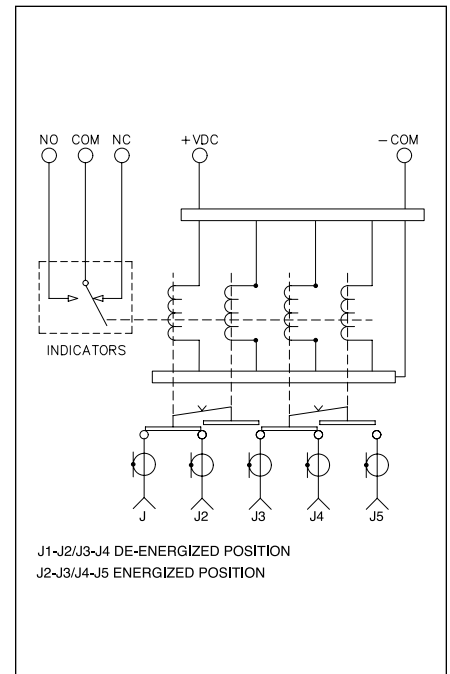 NO COM NC +VDC -COM
INDICATORS
J J2 J3 J4 J5
J1-J2/J3-J4 DE-ENERGIZED POSITION
J2-J3/J4-J5 ENERGIZED POSITION